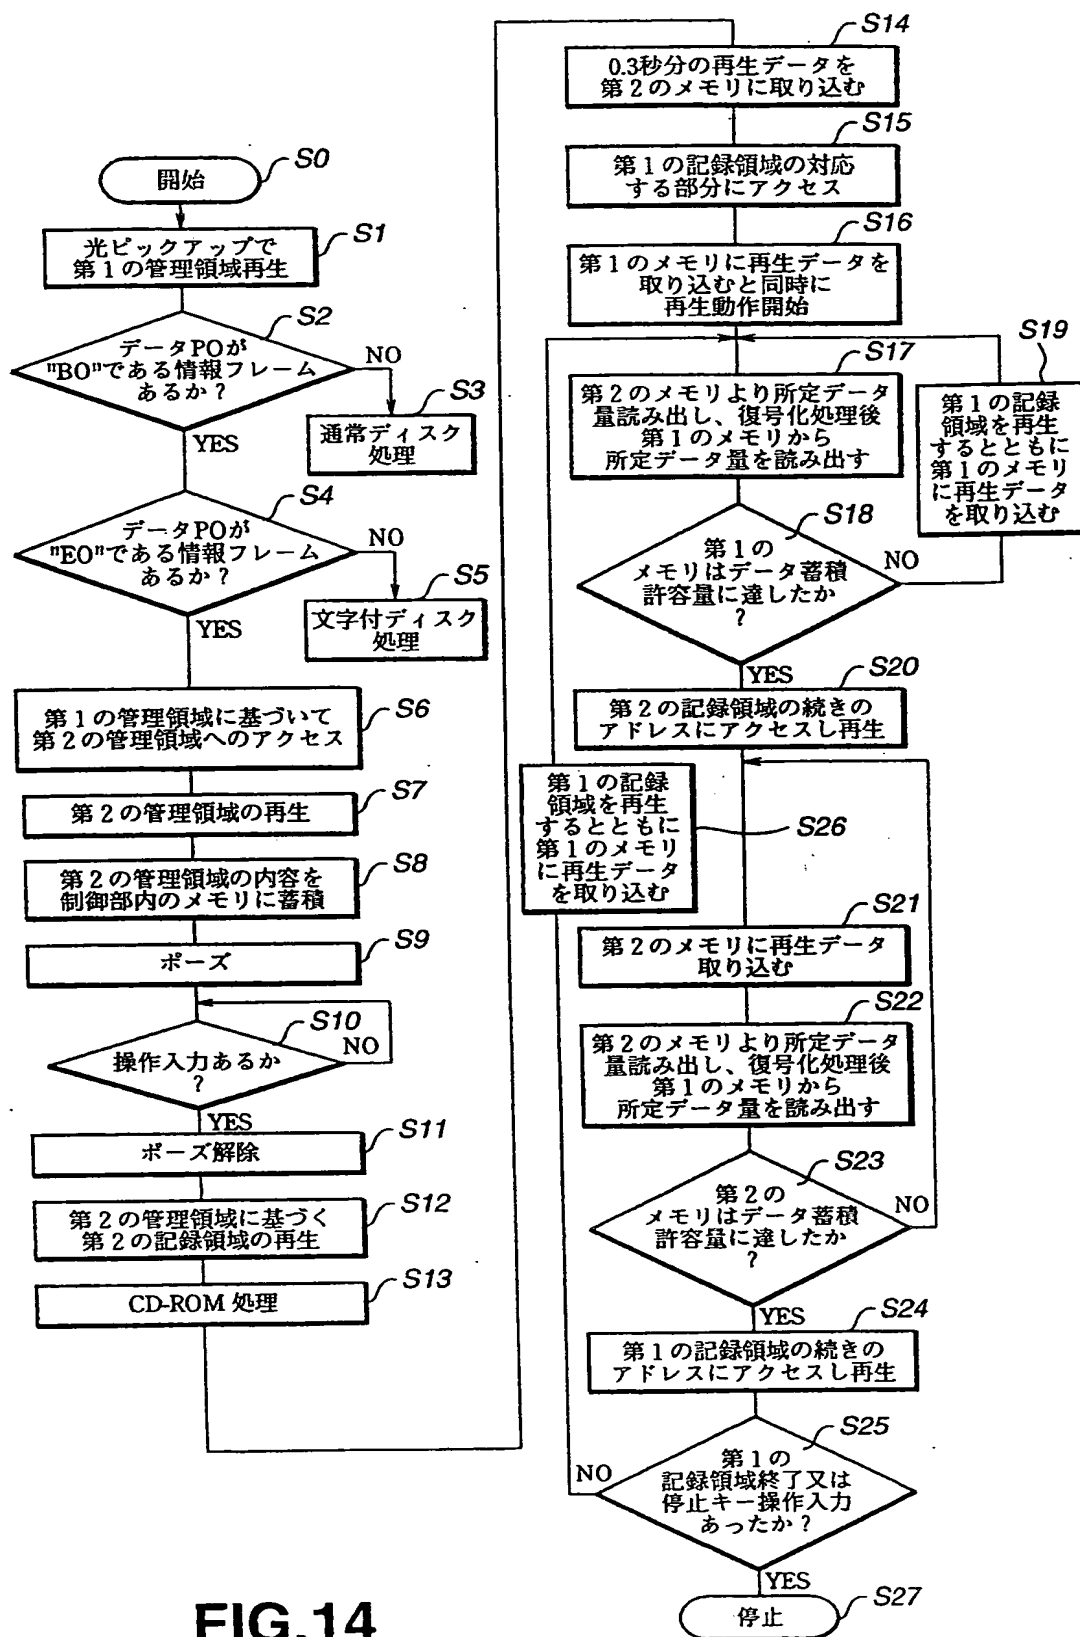 S0
開始
S1
光ピックアップで
第1の管理領域再生
S2
データPOが
"BO"である情報フレーム
あるか?
NO
YES
S3
通常ディスク
処理
S4
データPOが
"EO"である情報フレーム
あるか?
NO
YES
S5
文字付ディスク
処理
S6
第1の管理領域に基づいて
第2の管理領域へのアクセス
S7
第2の管理領域の再生
S8
第2の管理領域の内容を
制御部内のメモリに蓄積
S9
ポーズ
S10
操作入力あるか
?
NO
YES
S11
ポーズ解除
S12
第2の管理領域に基づく
第2の記録領域の再生
S13
CD-ROM 処理
S14
0.3秒分の再生データを
第2のメモリに取り込む
S15
第1の記録領域の対応
する部分にアクセス
S16
第1のメモリに再生データを
取り込むと同時に
再生動作開始
S17
第2のメモリより所定データ
量読み出し、復号化処理後
第1のメモリから
所定データ量を読み出す
S18
第1の
メモリはデータ蓄積
許容量に達したか
?
NO
YES
S19
第1の記録
領域を再生
するとともに
第1のメモリ
に再生データ
を取り込む
S20
第2の記録領域の続きの
アドレスにアクセスし再生
S26
第1の記録
領域を再生
するとともに
第1のメモリ
に再生データ
を取り込む
S21
第2のメモリに再生データ
取り込む
S22
第2のメモリより所定データ
量読み出し、復号化処理後
第1のメモリから
所定データ量を読み出す
S23
第2の
メモリはデータ蓄積
許容量に達したか
?
NO
YES
S24
第1の記録領域の続きの
アドレスにアクセスし再生
S25
第1の
記録領域終了又は
停止キー操作入力
あったか?
NO
YES
S27
停止
FIG.14